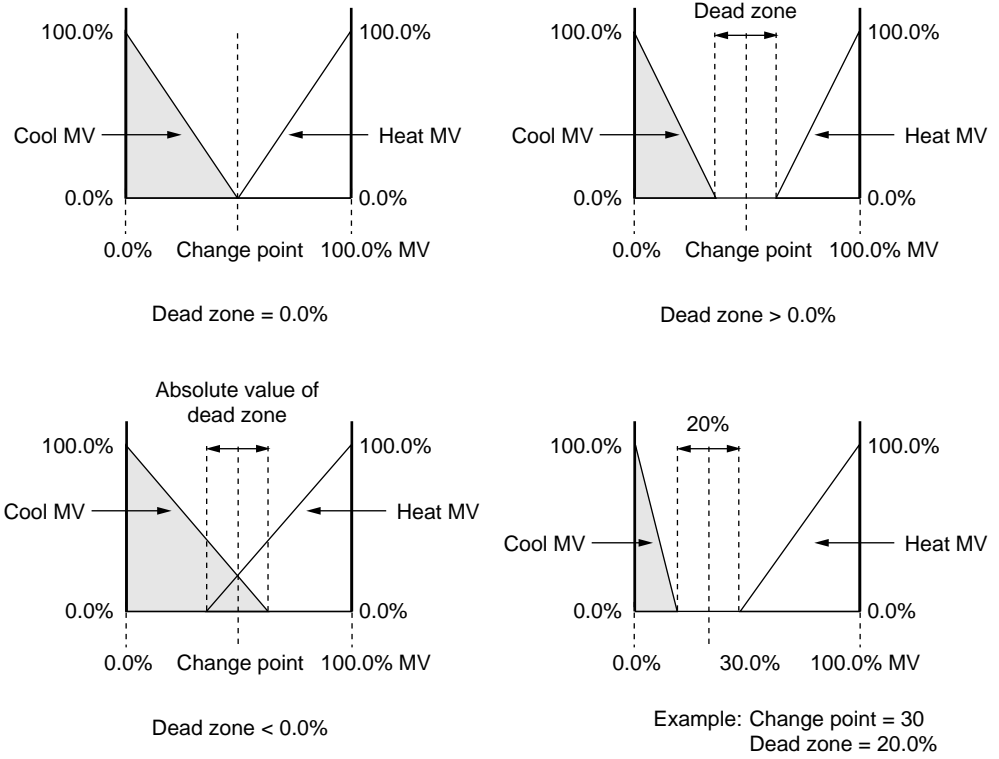 100.0%
100.0%
Cool MV
Heat MV
0.0%
0.0%
0.0%
Change point
100.0% MV
Dead zone = 0.0%
Dead zone
100.0%
100.0%
Cool MV
Heat MV
0.0%
0.0%
0.0%
Change point
100.0% MV
Dead zone > 0.0%
Absolute value of
dead zone
100.0%
100.0%
Cool MV
Heat MV
0.0%
0.0%
0.0%
Change point
100.0% MV
Dead zone < 0.0%
20%
100.0%
100.0%
Cool MV
Heat MV
0.0%
0.0%
0.0%
30.0%
100.0% MV
Example: Change point = 30
Dead zone = 20.0%